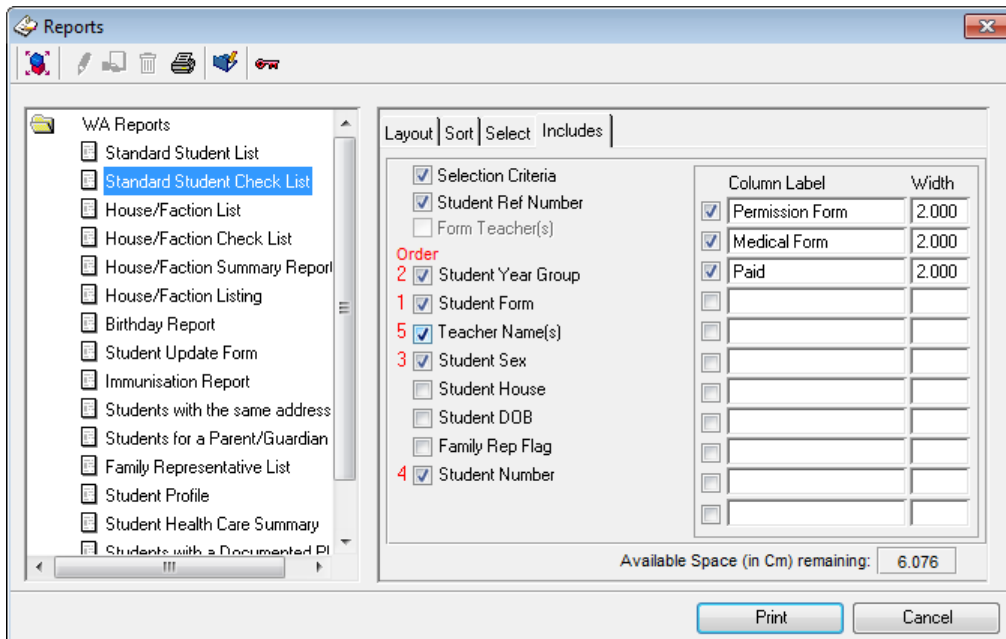 Reports
WA Reports
Standard Student List
Standard Student Check List
House/Faction List
House/Faction Check List
House/Faction Summary Report
House/Faction Listing
Birthday Report
Student Update Form
Immunisation Report
Students with the same address
Students for a Parent/Guardian
Family Representative List
Student Profile
Student Health Care Summary
Students with a Documented Pl
Layout Sort Select Includes
Selection Criteria
Student Ref Number
Form Teacher(s)
Order
2 Student Year Group
1 Student Form
5 Teacher Name(s)
3 Student Sex
Student House
Student DOB
Family Rep Flag
4 Student Number
Column Label Width
Permission Form 2.000
Medical Form 2.000
Paid 2.000
Available Space (in Cm) remaining: 6.076
Print Cancel